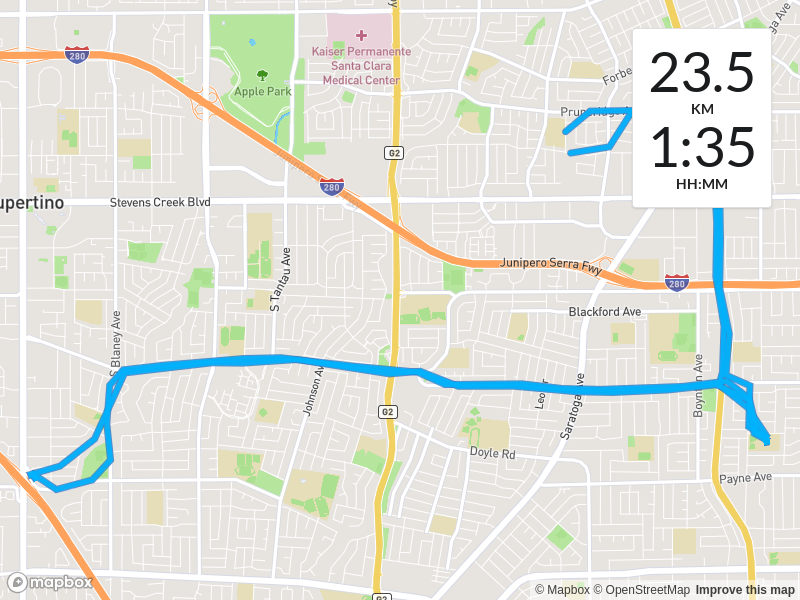 280
Apple Park
Kaiser Permanente
Santa Clara
Medical Center
23.5
KM
1:35
HH:MM
G2
280
upertino
Stevens Creek Blvd
S Tantau Ave
Junipero Serra Fwy
280
Blackford Ave
S Blaney Ave
Johnson Av
G2
Leo
Saratoga Ave
Boynton Ave
Doyle Rd
Payne Ave
G2
mapbox
© Mapbox © OpenStreetMap Improve this map